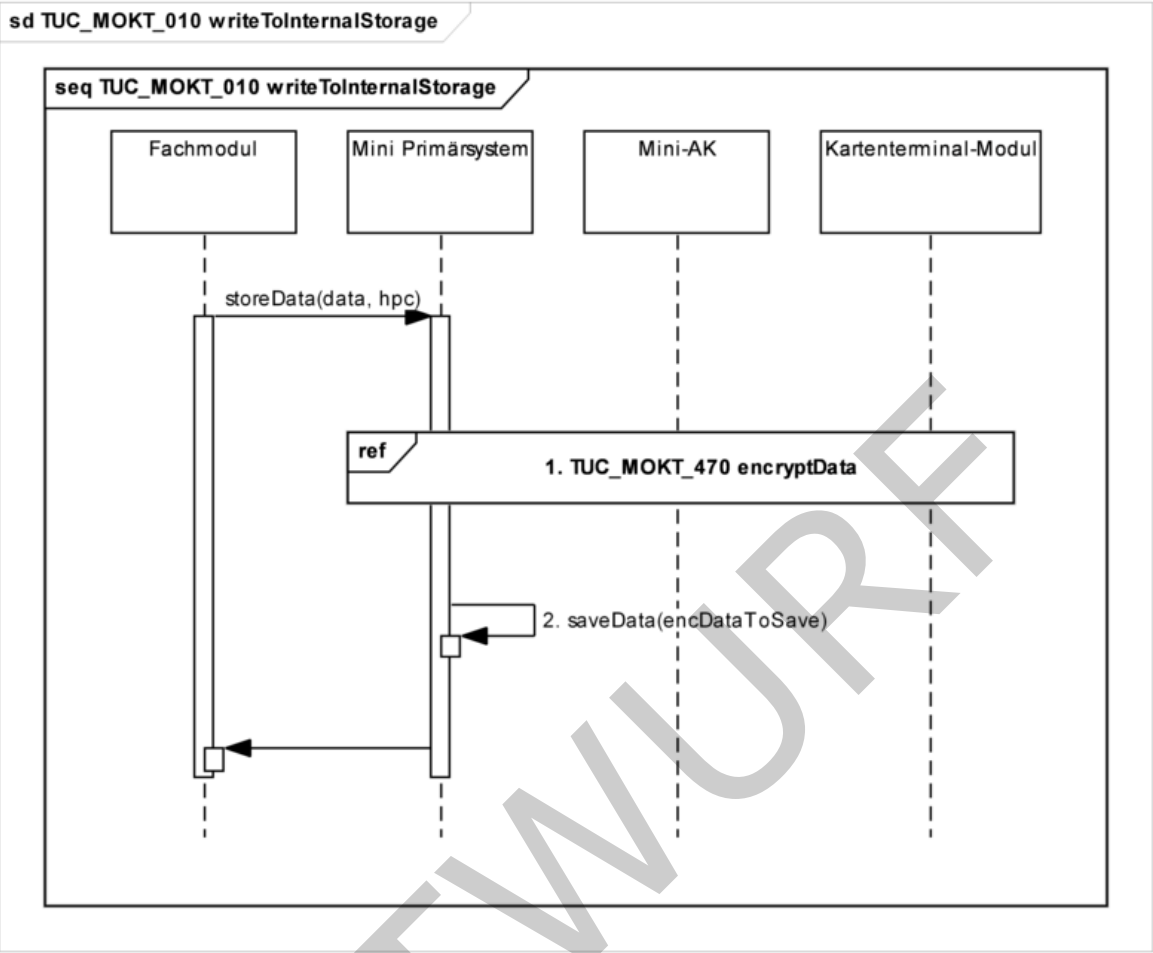 sd TUC_MOKT_010 writeToInternalStorage
seq TUC_MOKT_010 writeToInternalStorage
Fachmodul
Mini Primärsystem
Mini-AK
Kartenterminal-Modul
storeData(data, hpc)
ref
1. TUC_MOKT_470 encryptData
2. saveData(encDataToSave)
TWURF